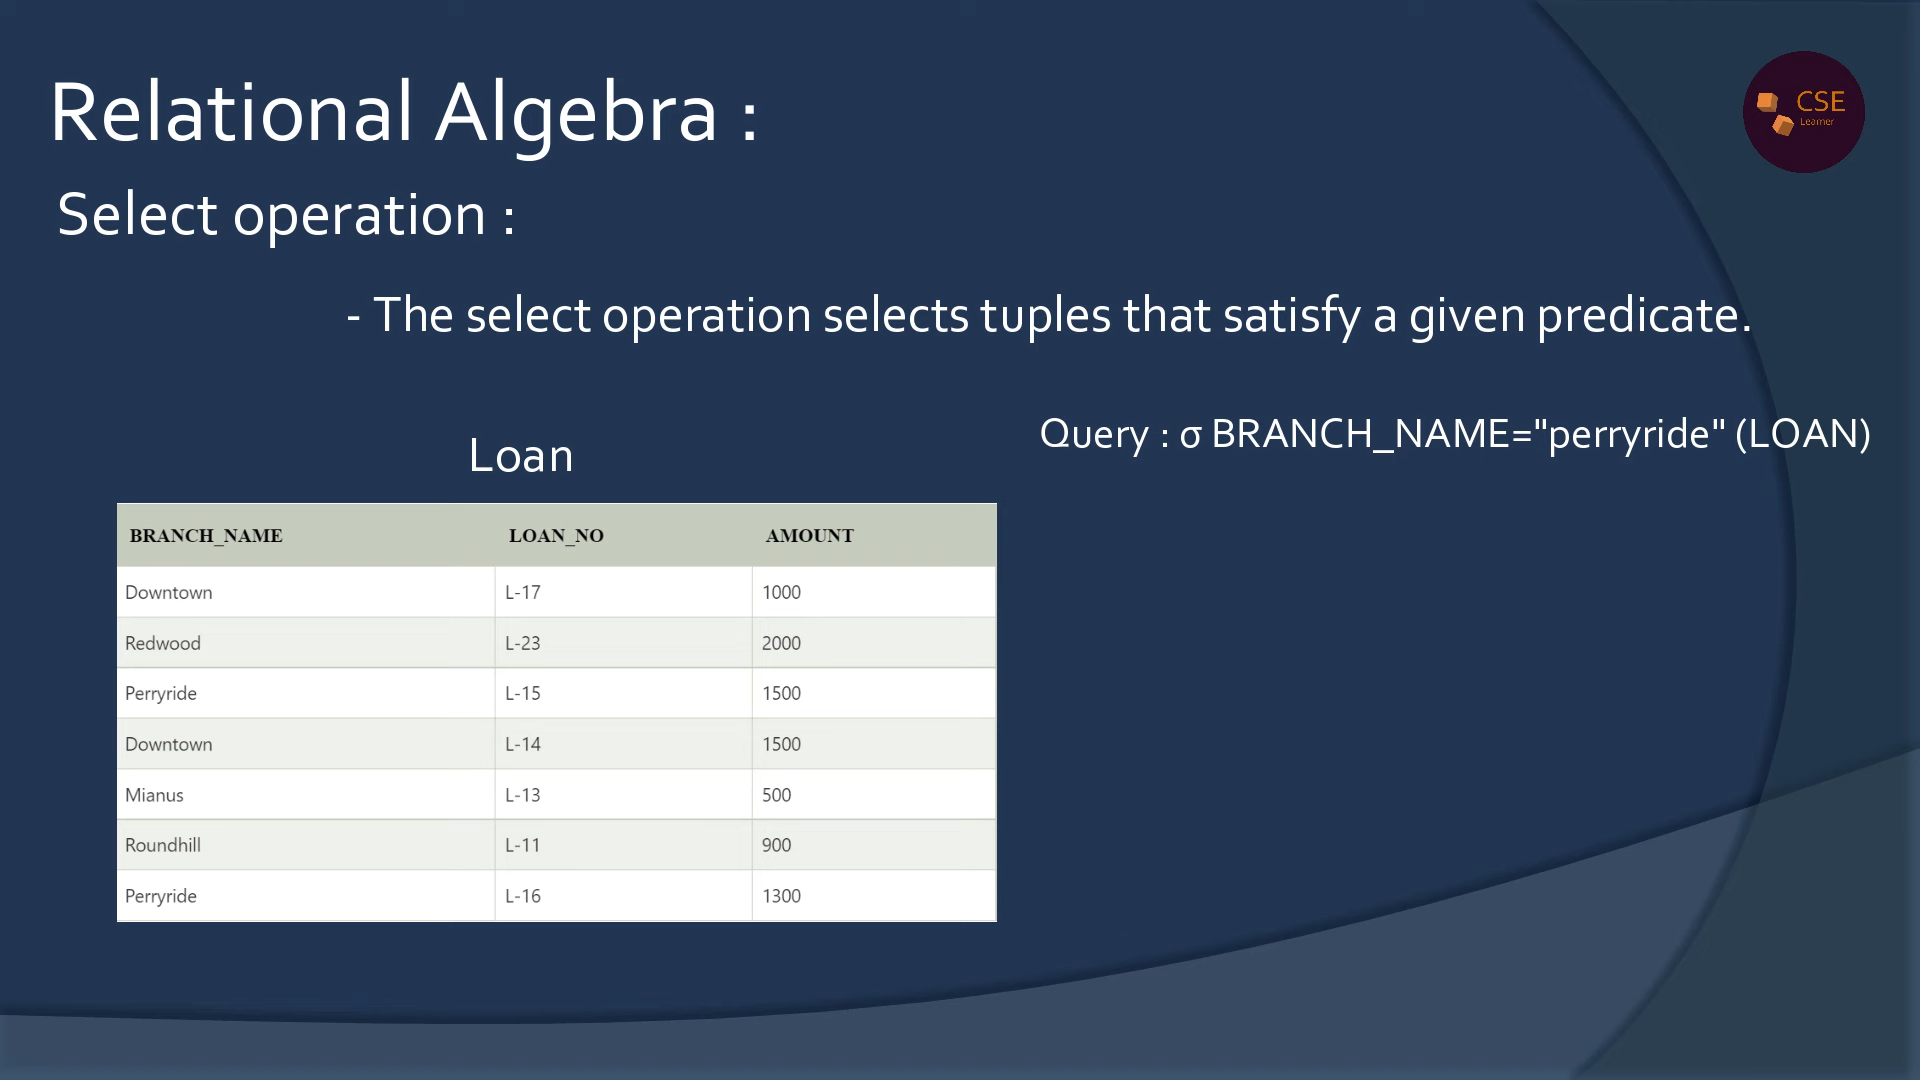 Relational Algebra :
CSE
Learner
Select operation :
- The select operation selects tuples that satisfy a given predicate.
Query : σ BRANCH_NAME="perryride" (LOAN)
Loan
BRANCH_NAME LOAN_NO AMOUNT
Downtown L-17 1000
Redwood L-23 2000
Perryride L-15 1500
Downtown L-14 1500
Mianus L-13 500
Roundhill L-11 900
Perryride L-16 1300